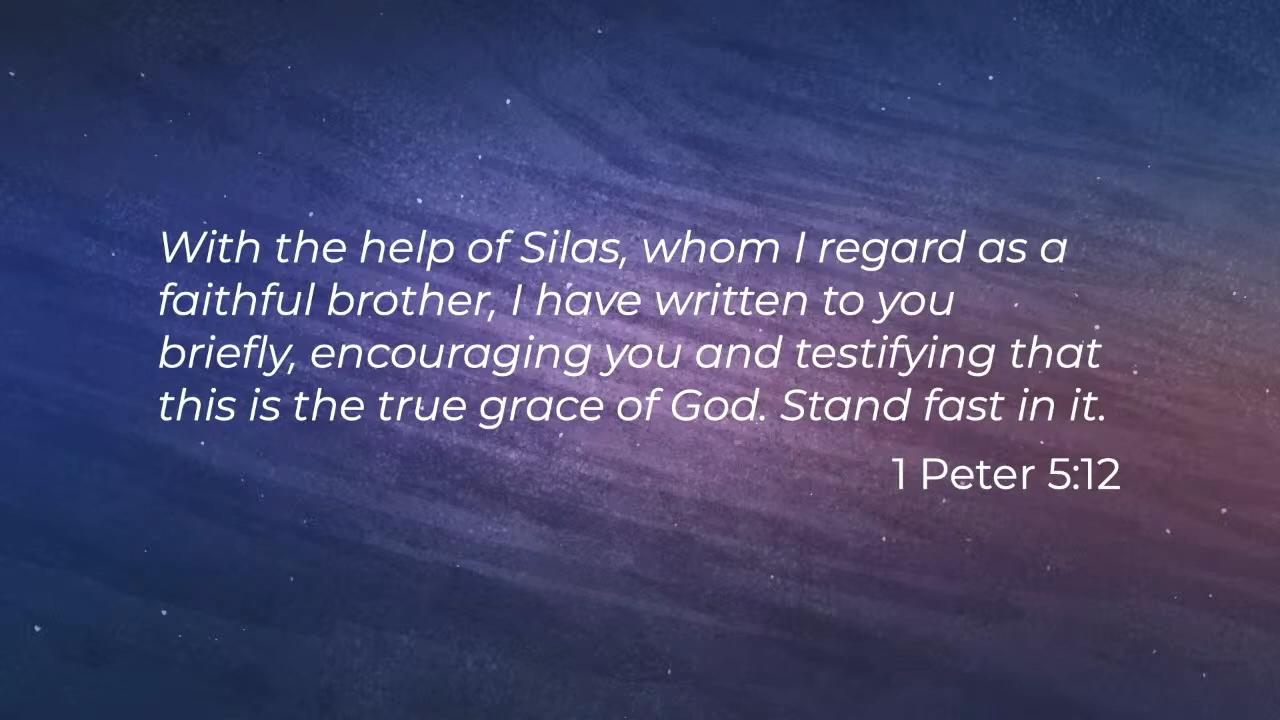 With the help of Silas, whom I regard as a
faithful brother, I have written to you
briefly, encouraging you and testifying that
this is the true grace of God. Stand fast in it.
1 Peter 5:12